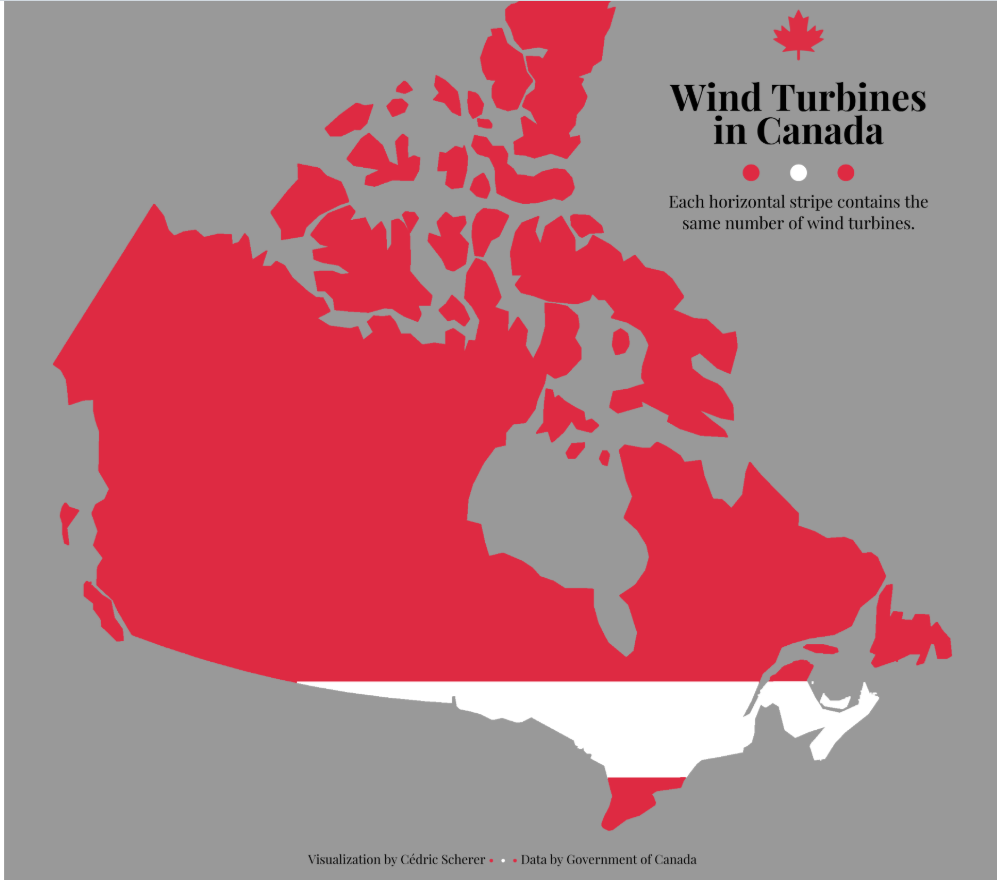 Wind Turbines
in Canada
Each horizontal stripe contains the
same number of wind turbines.
Visualization by Cédric Scherer • • • Data by Government of Canada